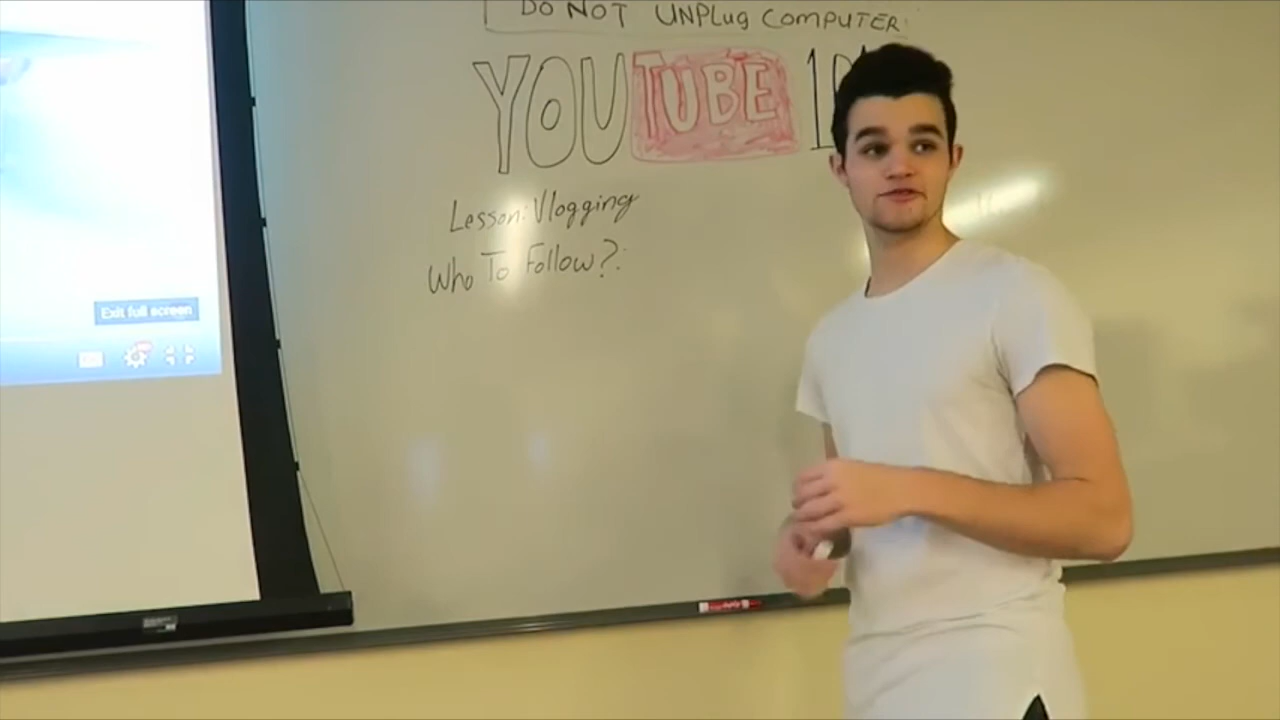 DO NOT UNPLUG COMPUTER
YOUTUBE
Lesson: Vlogging
Who To Follow?:
Exit full screen